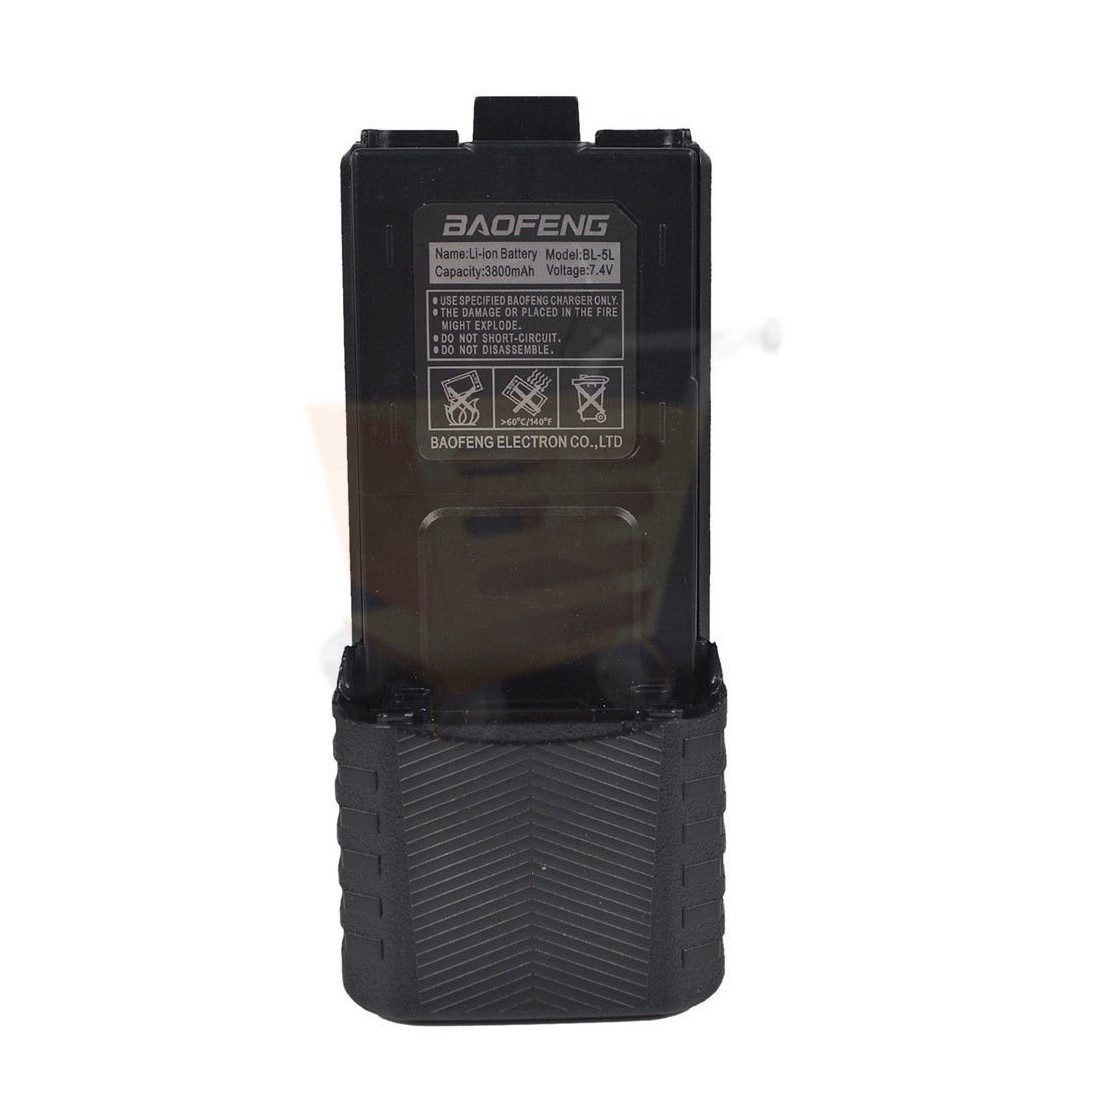 BAOFENG
Name:Li-ion Battery Model:BL-5L
Capacity:3800mAh Voltage:7.4V
• USE SPECIFIED BAOFENG CHARGER ONLY.
• THE DAMAGE OR PLACED IN THE FIRE
MIGHT EXPLODE.
• DO NOT SHORT-CIRCUIT.
• DO NOT DISASSEMBLE.
>60°C/140°F
BAOFENG ELECTRON CO.,LTD